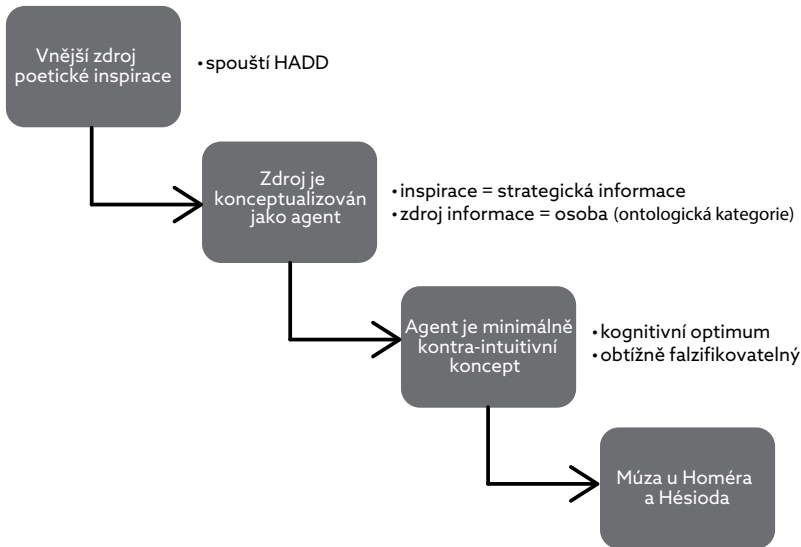 Vnější zdroj
poetické inspirace
•spouští HADD
Zdroj je
konceptualizován
jako agent
•inspirace = strategická informace
•zdroj informace = osoba (ontologická kategorie)
Agent je minimálně
kontra-intuitivní
koncept
•kognitivní optimum
•obtížně falzifikovatelný
Múza u Homéra
a Hésioda